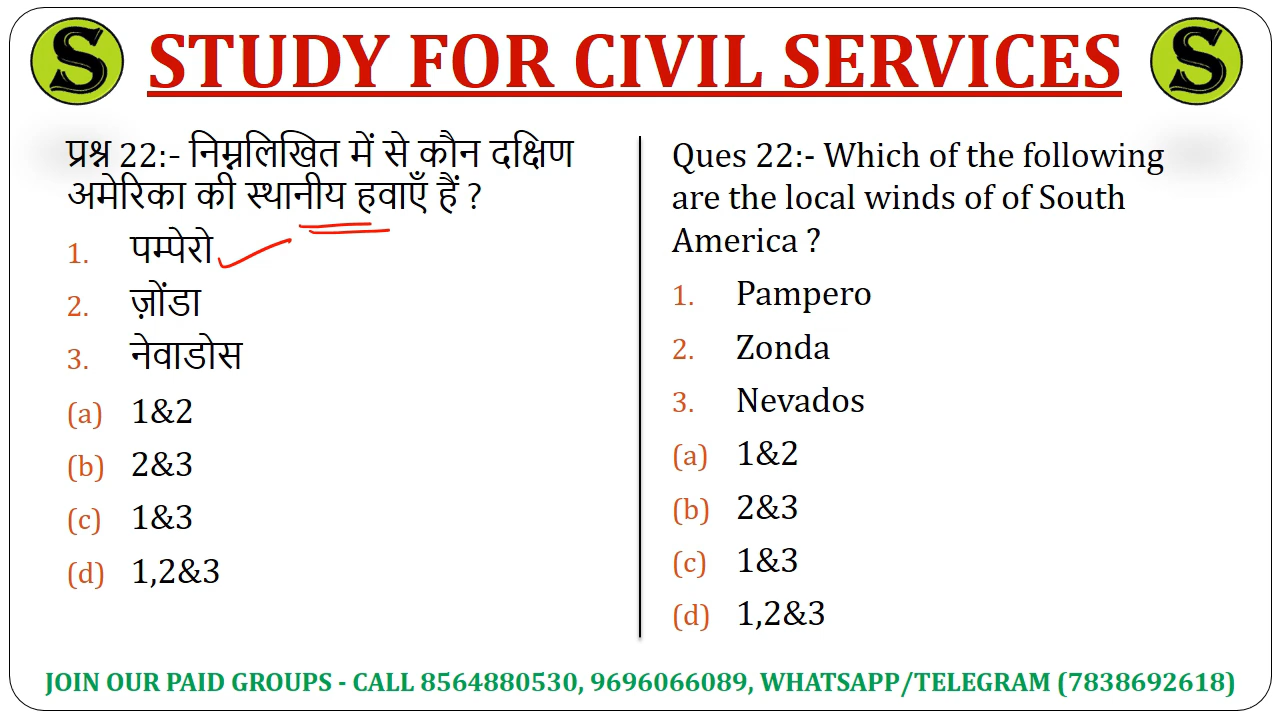 S STUDY FOR CIVIL SERVICES S
प्रश्न 22:- निम्नलिखित में से कौन दक्षिण
अमेरिका की स्थानीय हवाएँ हैं ?
1. पम्पेरो
2. ज़ोंडा
3. नेवाडोस
(a) 1&2
(b) 2&3
(c) 1&3
(d) 1,2&3
Ques 22:- Which of the following
are the local winds of of South
America ?
1. Pampero
2. Zonda
3. Nevados
(a) 1&2
(b) 2&3
(c) 1&3
(d) 1,2&3
JOIN OUR PAID GROUPS - CALL 8564880530, 9696066089, WHATSAPP/TELEGRAM (7838692618)